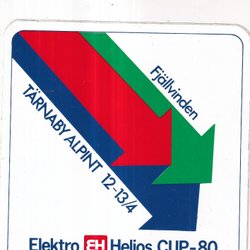 Fjällvinden
TÄRNABY ALPINT 12-13/4
Elektro EH Helios CUP-80